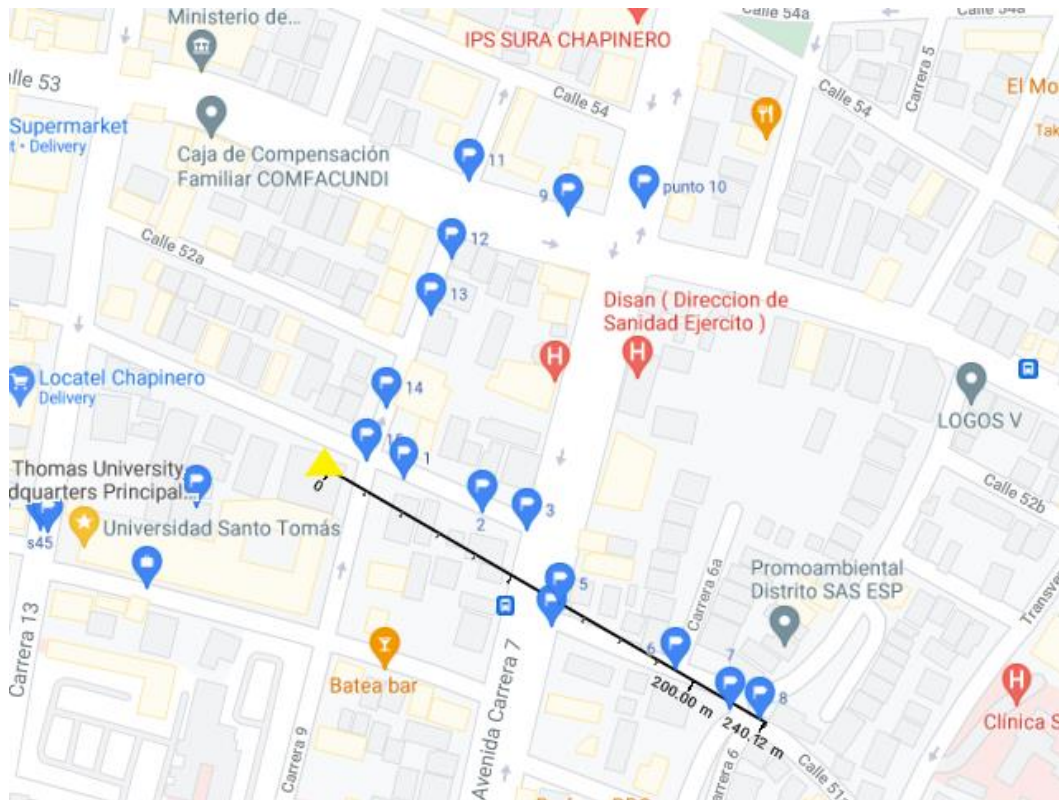 Ministerio de...
Calle 54a
Calle 54a
IPS SURA CHAPINERO
alle 53
Calle 54
Calle 54
Carrera 5
El Mo
Tak
Supermarket
t • Delivery
Caja de Compensación
Familiar COMFACUNDI
11
9
punto 10
12
Calle 52a
13
Disan ( Direccion de
Sanidad Ejercito )
Locatel Chapinero
Delivery
14
LOGOS V
15
1
Thomas University,
dquarters Principal...
0
2
3
Calle 52b
s45
Universidad Santo Tomás
5
Promoambiental
Distrito SAS ESP
Carrera 6a
Transve
Carrera 13
6
7
8
Batea bar
200.00 m
240.12 m
Clínica S
Avenida Carrera 7
Carrera 9
Carrera 6
Calle 51